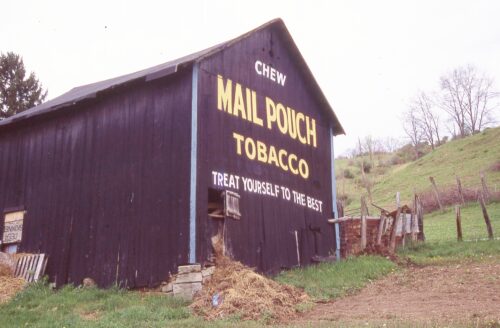 CHEW
MAIL POUCH
TOBACCO
TREAT YOURSELF TO THE BEST